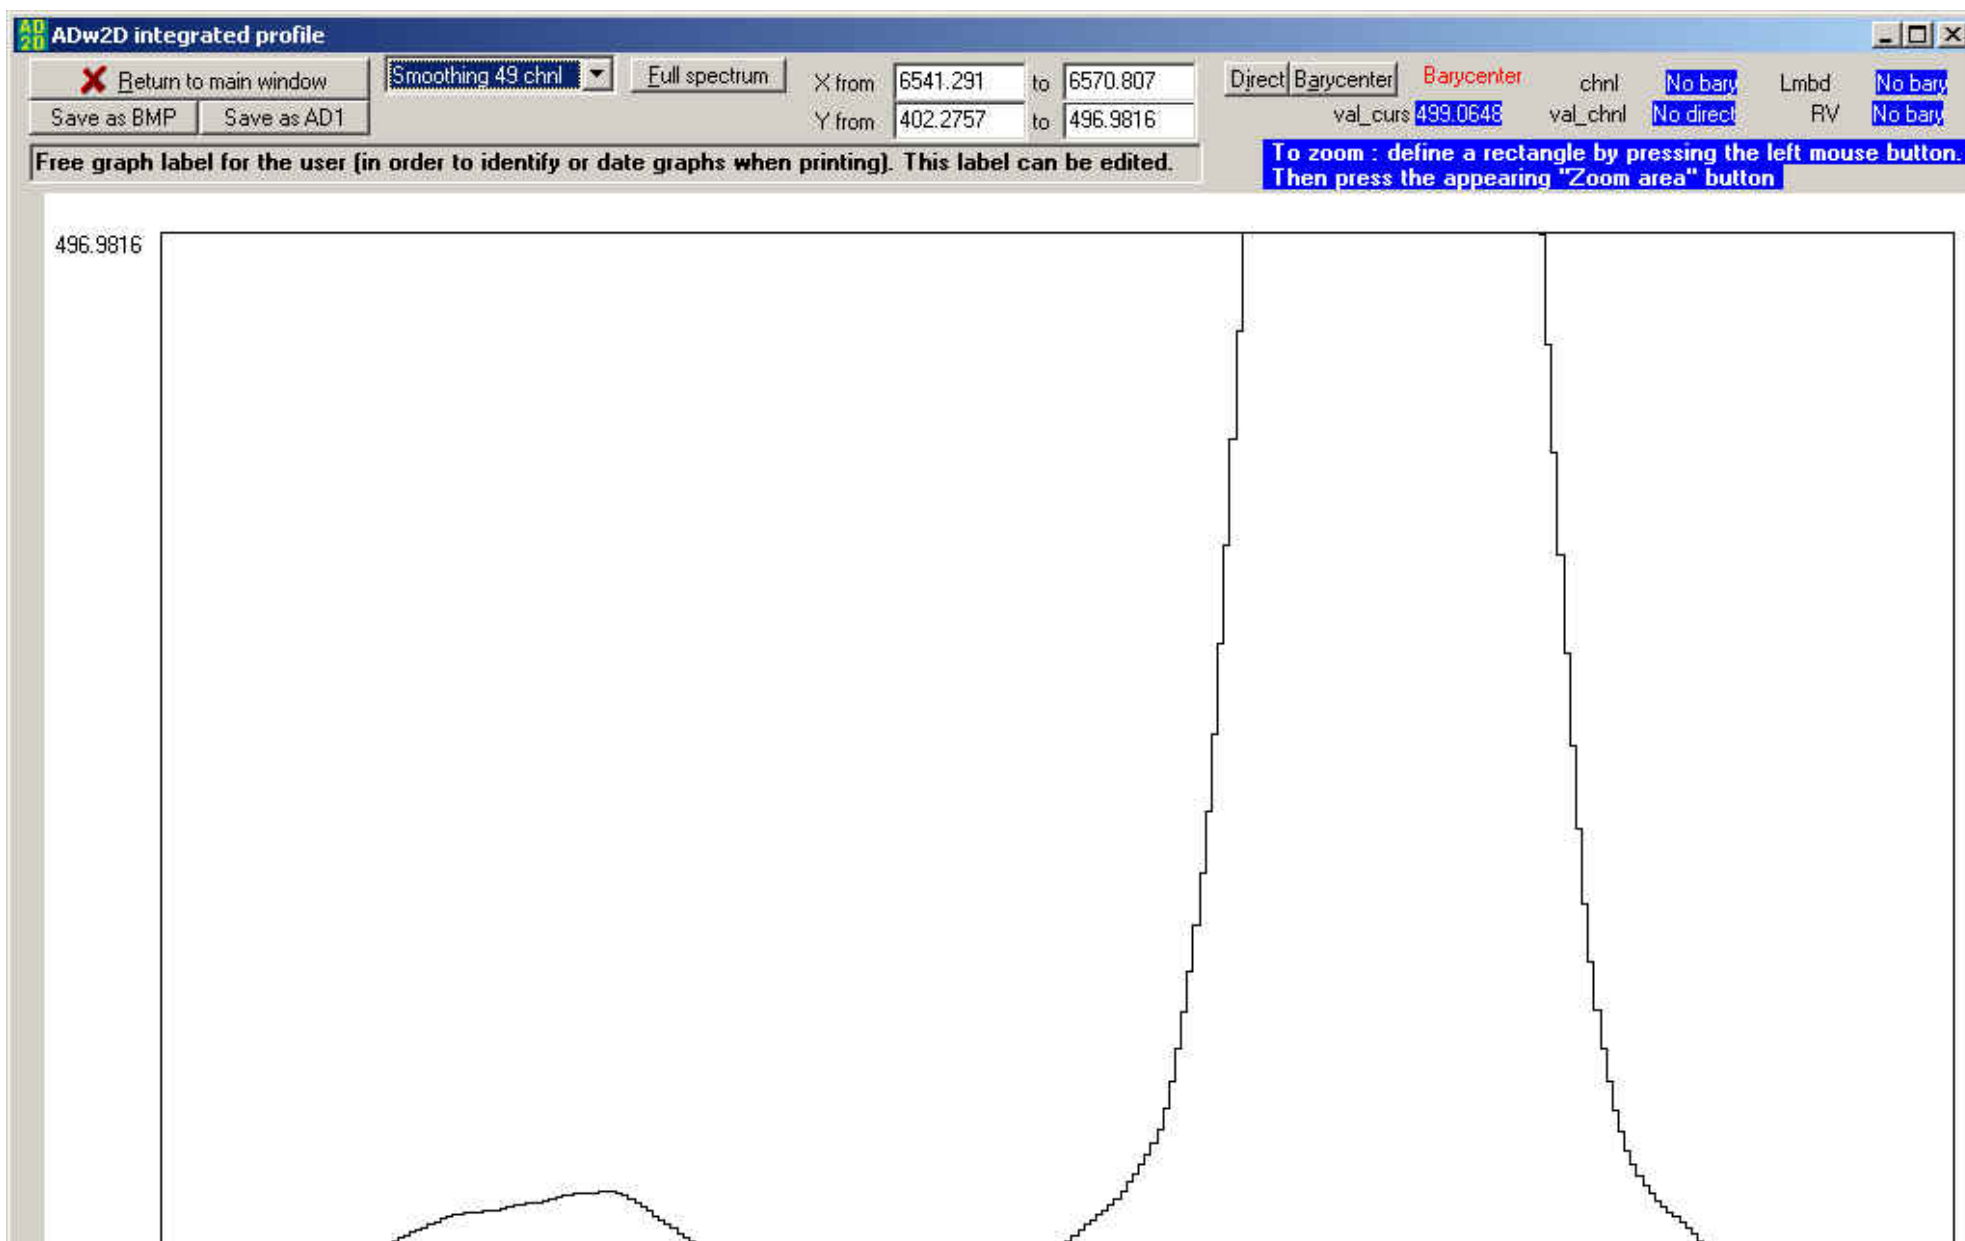 ADw2D integrated profile
Return to main window
Smoothing 49 chnl
Full spectrum
X from 6541.291 to 6570.807
Direct Barycenter Barycenter chnl No bary Lmbd No bary
Save as BMP Save as AD1
Y from 402.2757 to 496.9816
val_curs 499.0648 val_chnl No direct RV No bary
Free graph label for the user (in order to identify or date graphs when printing). This label can be edited.
To zoom : define a rectangle by pressing the left mouse button.
Then press the appearing "Zoom area" button
496.9816